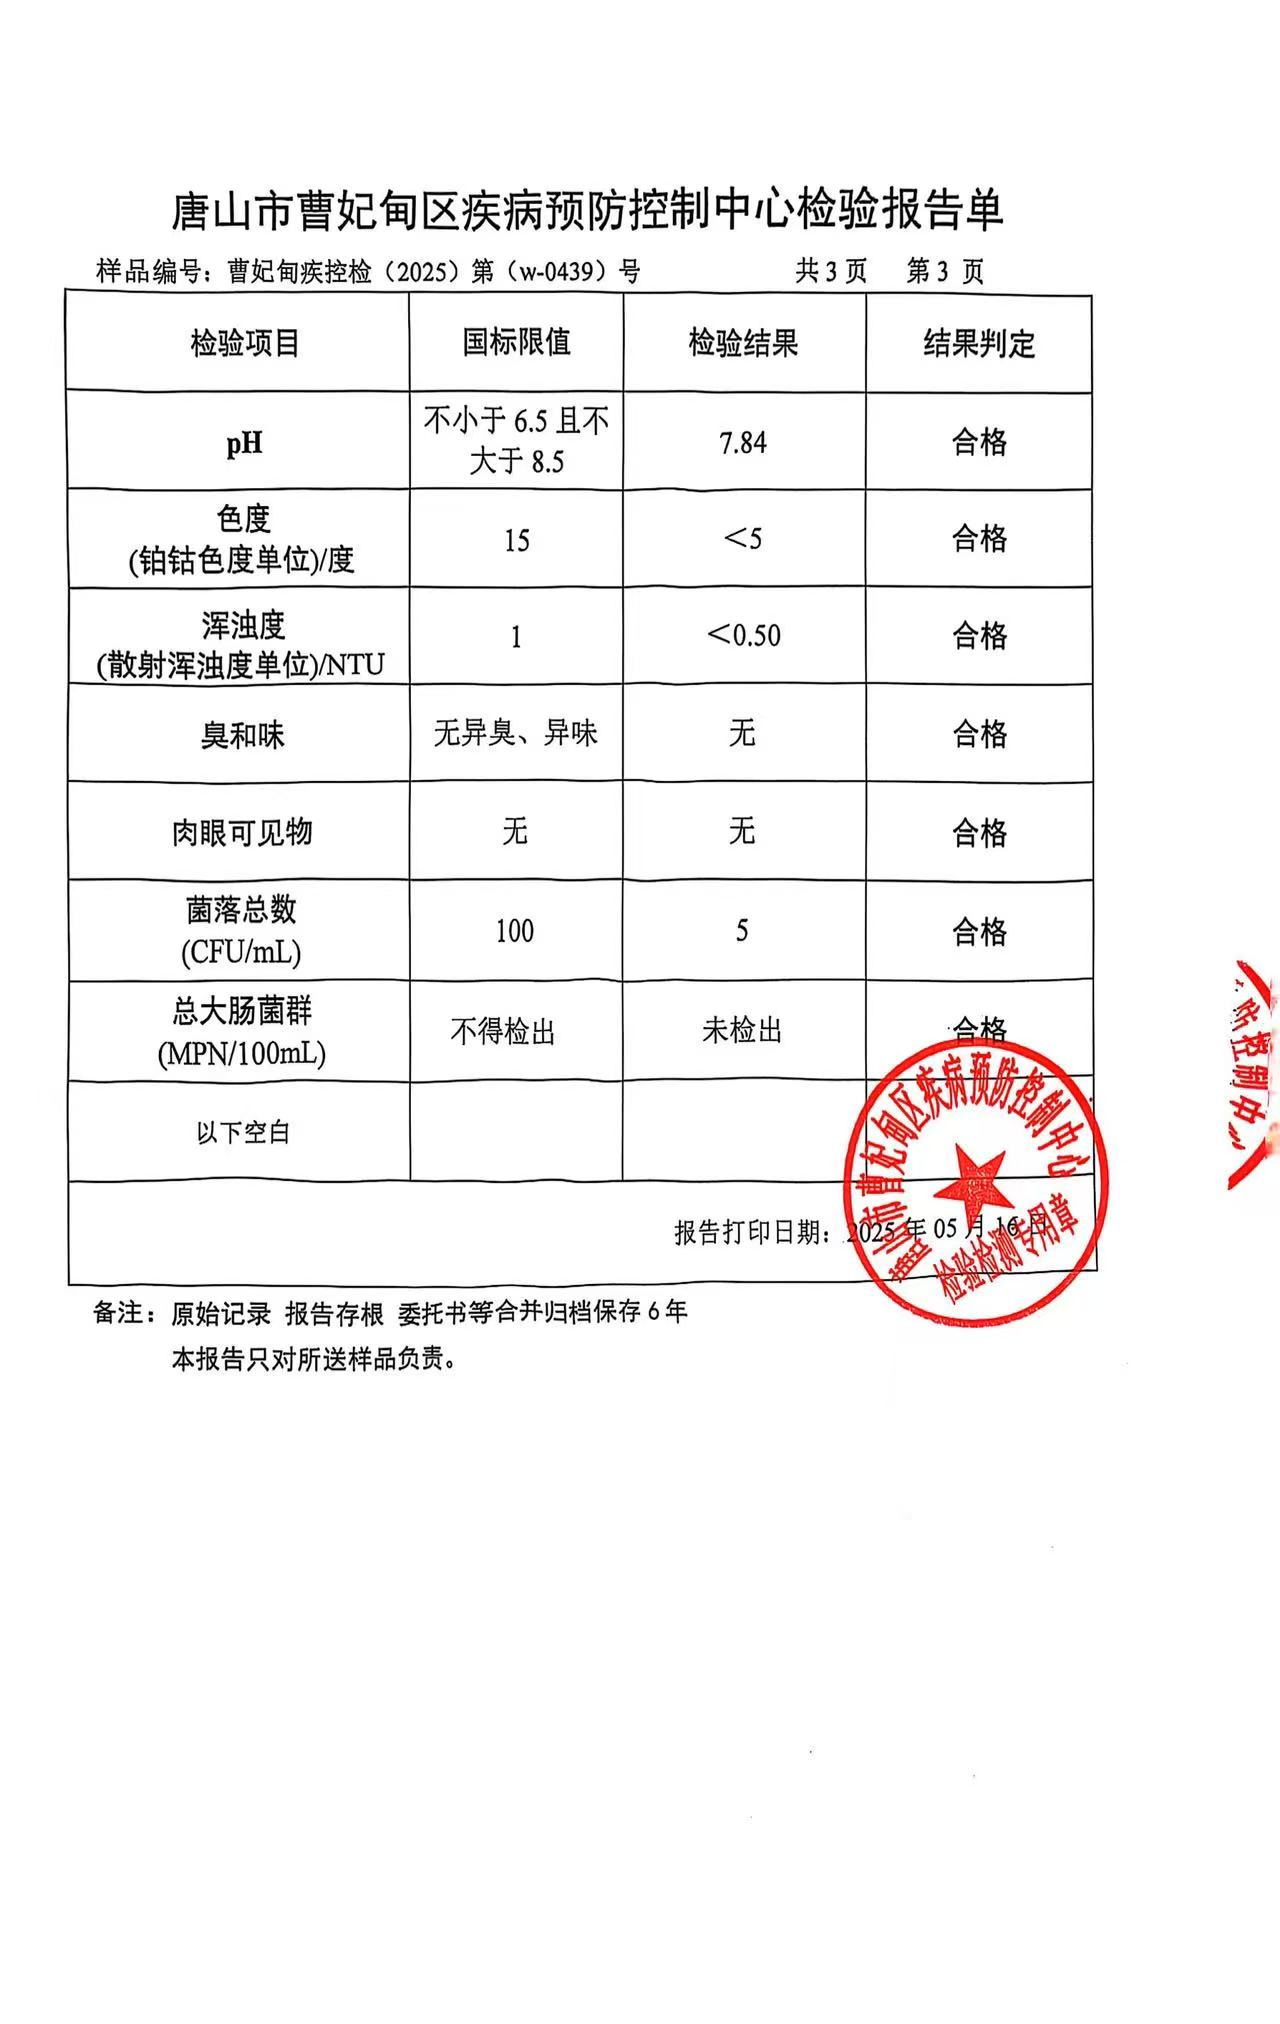 唐山市曹妃甸区疾病预防控制中心检验报告单
样品编号：曹妃甸疾控检（2025）第（w-0439）号 共 3 页 第 3 页
检验项目 国标限值 检验结果 结果判定
pH 不小于 6.5 且不大于 8.5 7.84 合格
色度
(铂钴色度单位)/度 15 ＜5 合格
浑浊度
(散射浑浊度单位)/NTU 1 ＜0.50 合格
臭和味 无异臭、异味 无 合格
肉眼可见物 无 无 合格
菌落总数
(CFU/mL) 100 5 合格
总大肠菌群
(MPN/100mL) 不得检出 未检出 合格
以下空白
报告打印日期：2025 年 05 月 16 日
唐山市曹妃甸区疾病预防控制中心
检验检测专用章
备注：原始记录 报告存根 委托书等合并归档保存 6 年
本报告只对所送样品负责。
防控制中心